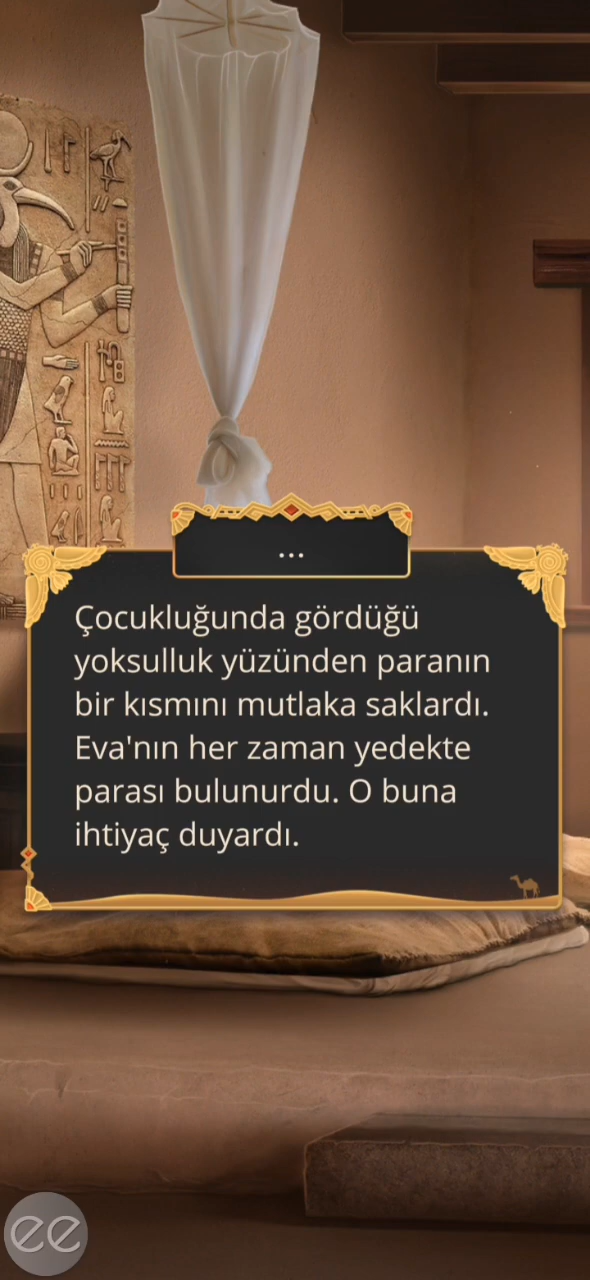 ...
Çocukluğunda gördüğü
yoksulluk yüzünden paranın
bir kısmını mutlaka saklardı.
Eva'nın her zaman yedekte
parası bulunurdu. O buna
ihtiyaç duyardı.
ee